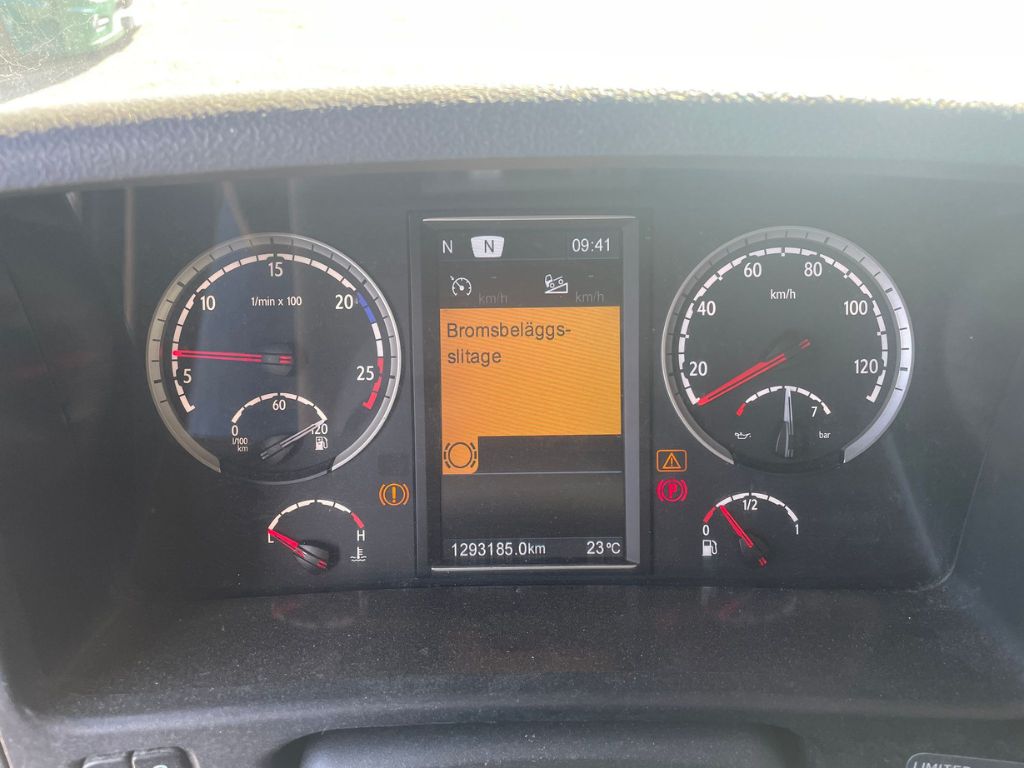 N N 09:41
km/h km/h
Bromsbeläggs-
slitage
1293185.0km 23°C
5 10 15 20 25
1/min x 100
0 60 120
l/100
km
L H
20 40 60 80 100 120
km/h
7
bar
0 1/2 1
P
LIMITED